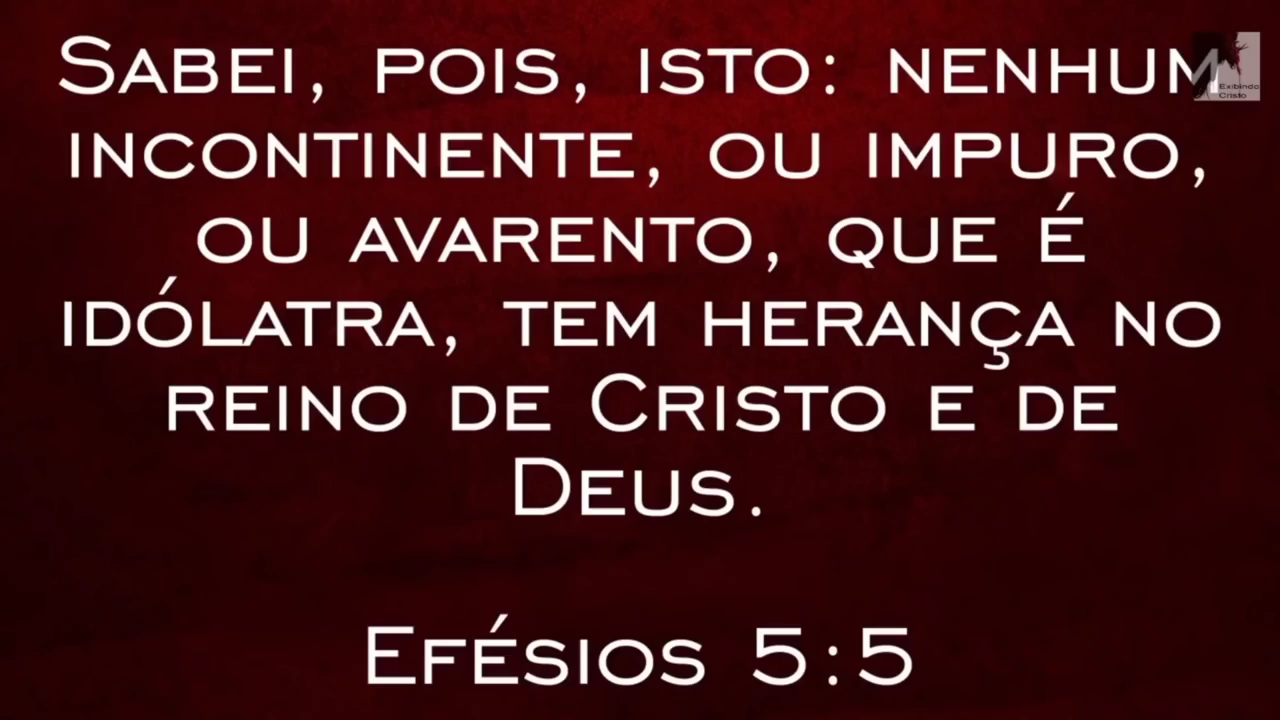 Sabei, pois, isto: nenhum
incontinente, ou impuro,
ou avarento, que é
idólatra, tem herança no
reino de Cristo e de
Deus.
Efésios 5:5
Exibindo
Cristo